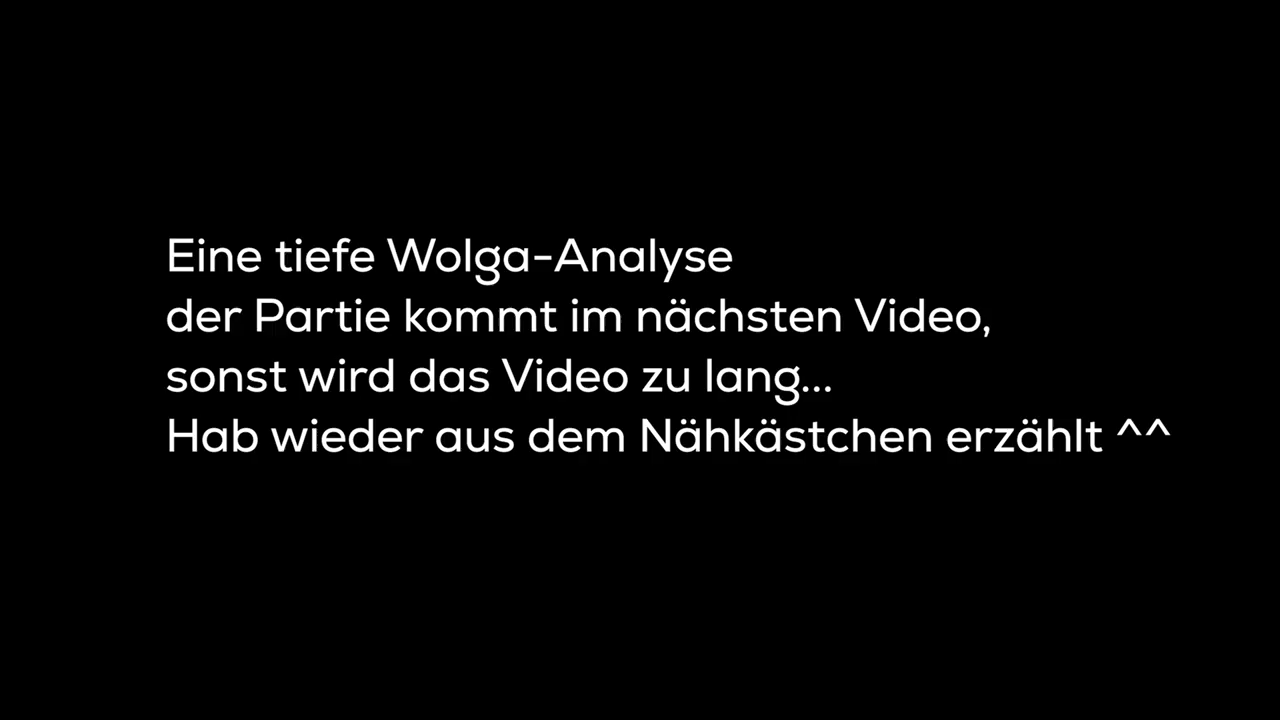 Eine tiefe Wolga-Analyse
der Partie kommt im nächsten Video,
sonst wird das Video zu lang...
Hab wieder aus dem Nähkästchen erzählt ^^